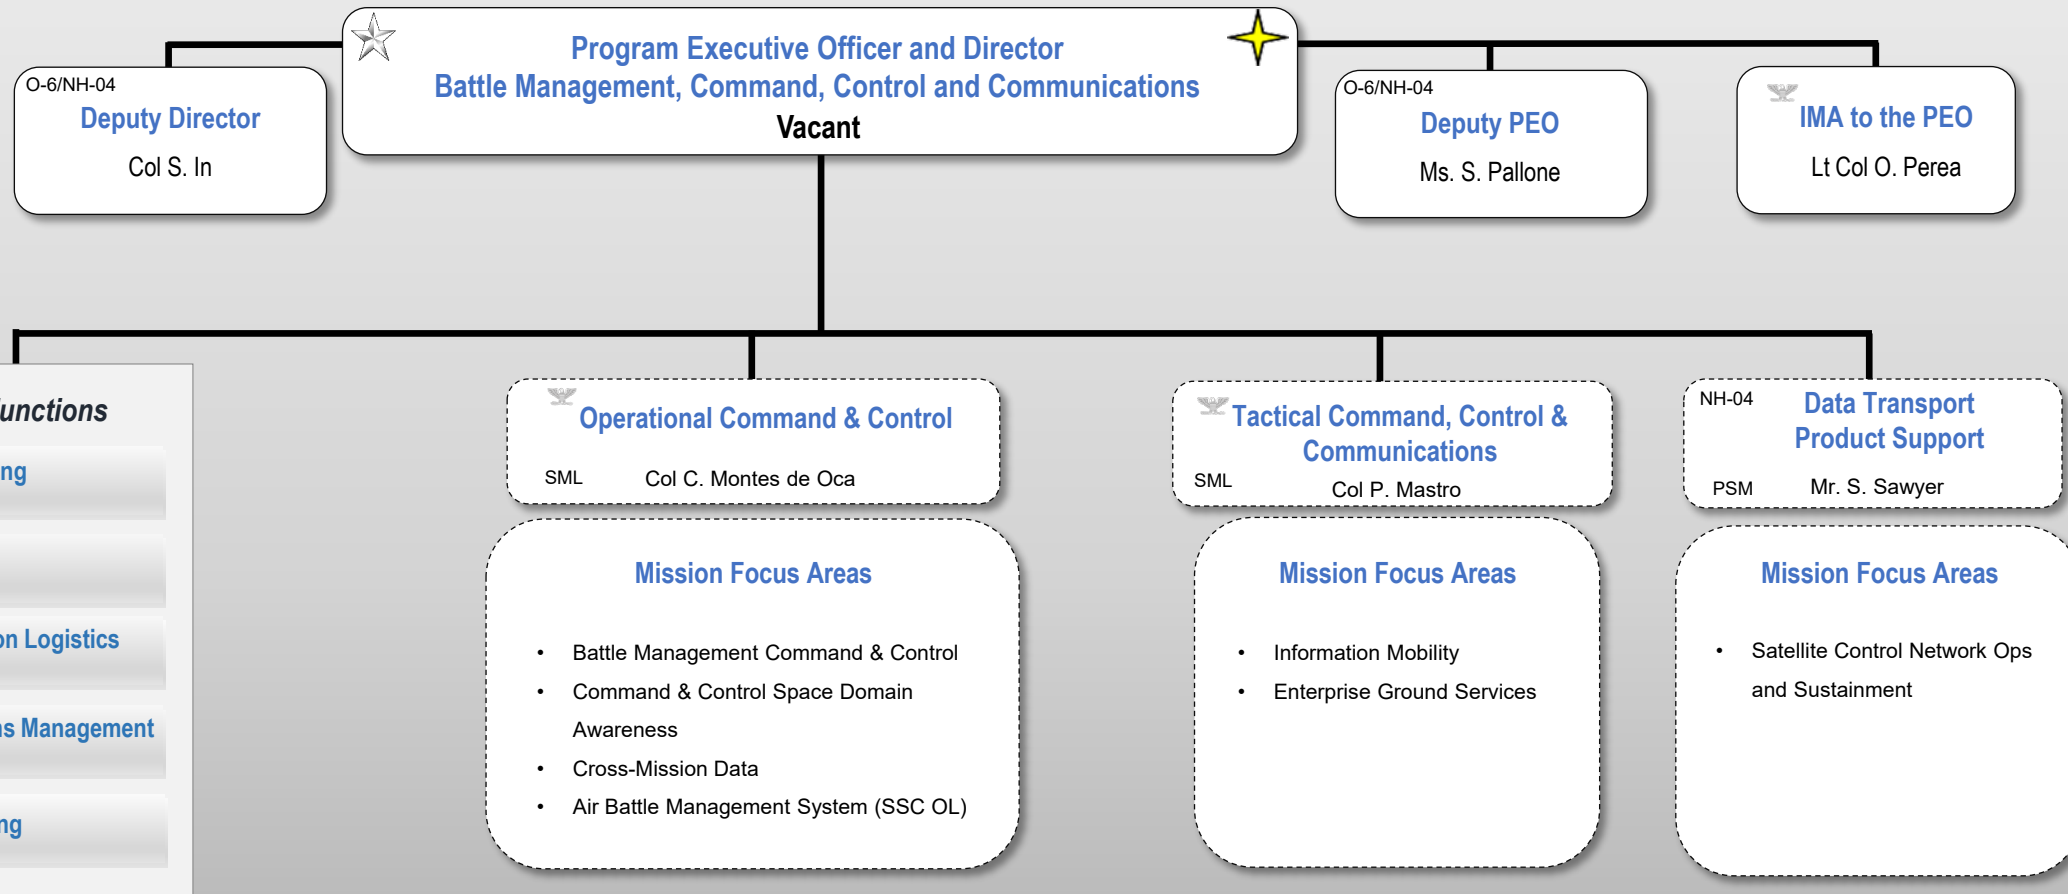 Program Executive Officer and Director
Battle Management, Command, Control and Communications
Vacant
O-6/NH-04
Deputy Director
Col S. In
O-6/NH-04
Deputy PEO
Ms. S. Pallone
IMA to the PEO
Lt Col O. Perea
Logistics
Management
Operational Command & Control
SML Col C. Montes de Oca
Mission Focus Areas
• Battle Management Command & Control
• Command & Control Space Domain
Awareness
• Cross-Mission Data
• Air Battle Management System (SSC OL)
Tactical Command, Control &
Communications
SML Col P. Mastro
Mission Focus Areas
• Information Mobility
• Enterprise Ground Services
NH-04
Data Transport
Product Support
PSM Mr. S. Sawyer
Mission Focus Areas
• Satellite Control Network Ops
and Sustainment